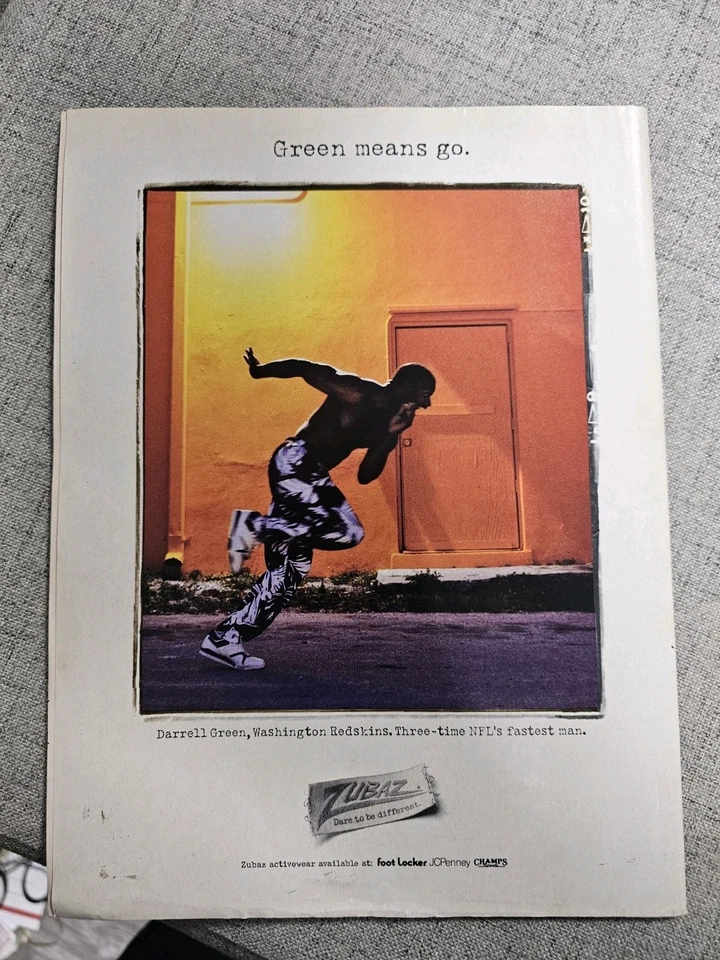 Green means go.
Darrell Green, Washington Redskins. Three-time NFL's fastest man.
ZUBAZ.
Dare to be different.
Zubaz activewear available at: foot Locker JCPenney CHAMPS